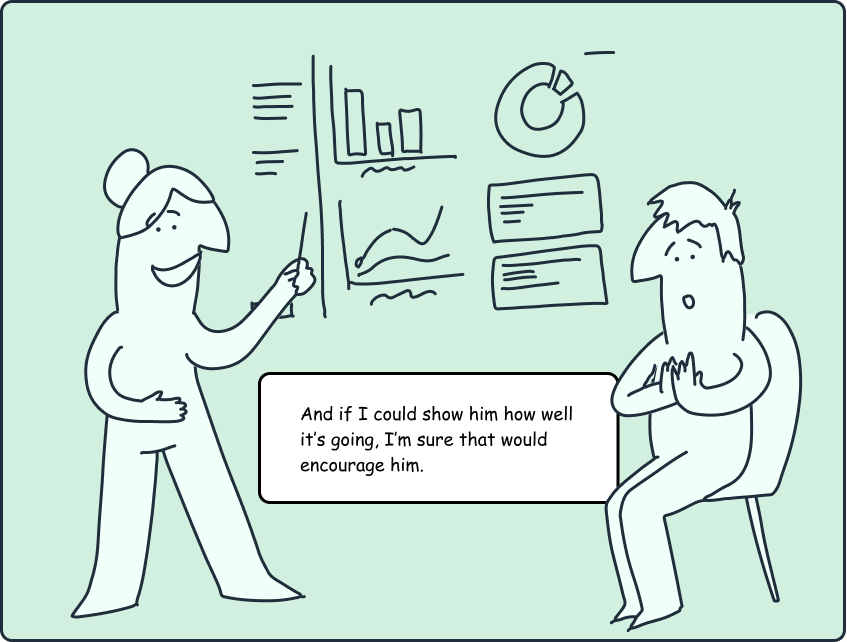 And if I could show him how well
it’s going, I’m sure that would
encourage him.